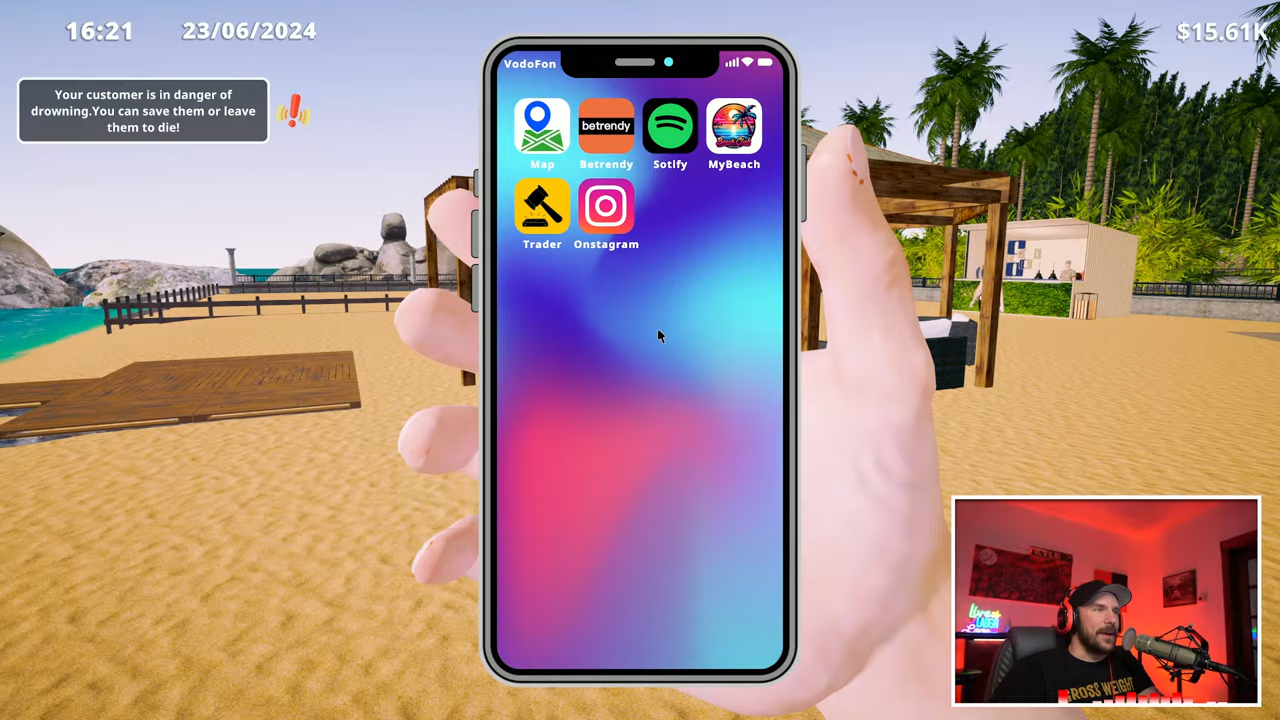 16:21
23/06/2024
$15.61K
Your customer is in danger of
drowning.You can save them or leave
them to die!
VodoFon
betrendy
Map
Betrendy
Sotify
MyBeach
Trader
Onstagram
GROSS WEIGHT